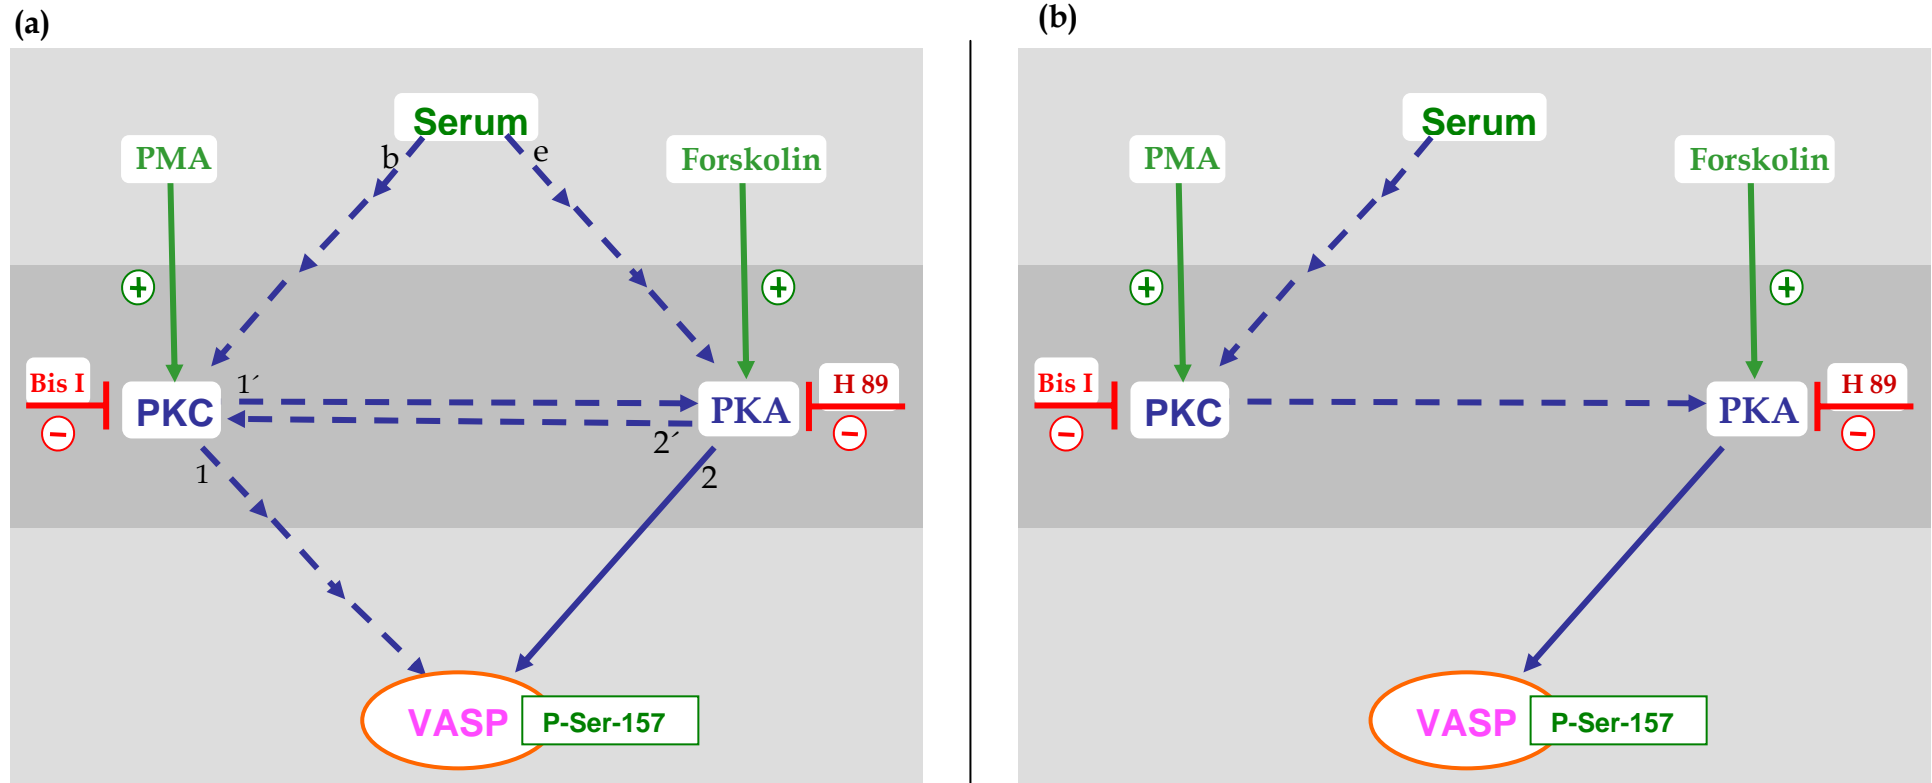 (a)
Serum
b
e
PMA
Forskolin
+
+
Bis I
−
1´
PKC
PKA
2´
H 89
−
1
2
VASP
P-Ser-157
(b)
Serum
PMA
Forskolin
+
+
Bis I
−
PKC
PKA
H 89
−
VASP
P-Ser-157